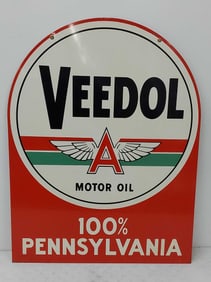 VEEDOL
A
MOTOR OIL
100%
PENNSYLVANIA